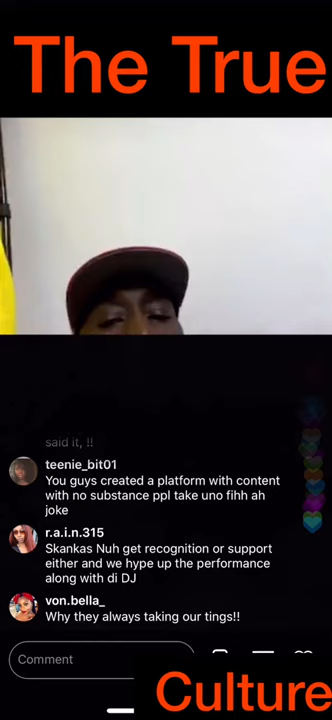 The True
said it, !!
teenie_bit01
You guys created a platform with content
with no substance ppl take uno fihh ah
joke
r.a.i.n.315
Skankas Nuh get recognition or support
either and we hype up the performance
along with di DJ
von.bella_
Why they always taking our tings!!
Comment
Culture